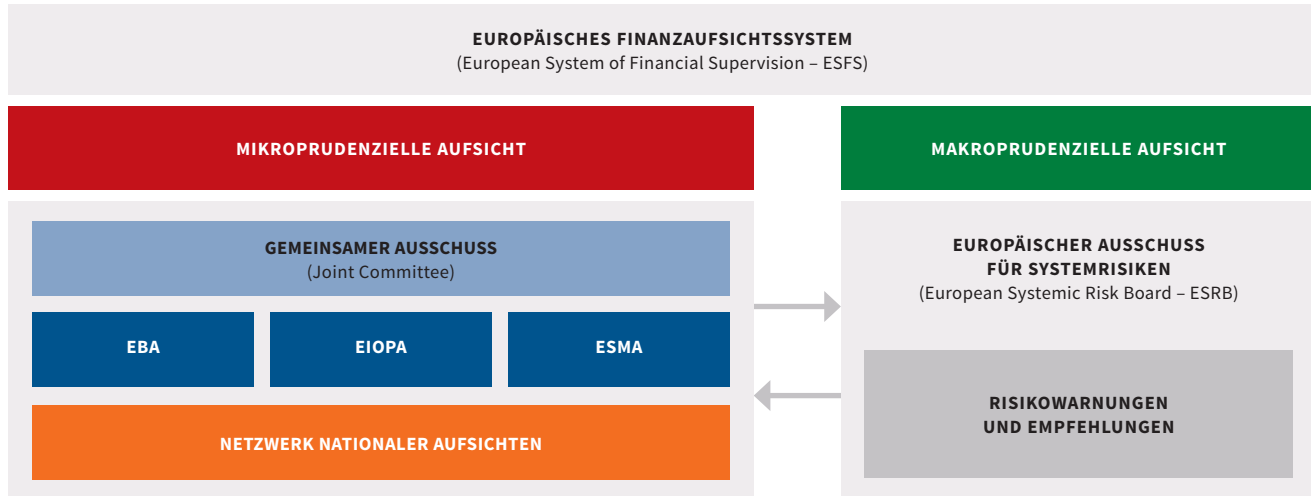 EUROPÄISCHES FINANZAUFSICHTSSYSTEM
(European System of Financial Supervision – ESFS)
MIKROPRUDENZIELLE AUFSICHT
MAKROPRUDENZIELLE AUFSICHT
GEMEINSAMER AUSSCHUSS
(Joint Committee)
EBA
EIOPA
ESMA
NETZWERK NATIONALER AUFSICHTEN
EUROPÄISCHER AUSSCHUSS
FÜR SYSTEMRISIKEN
(European Systemic Risk Board – ESRB)
RISIKOWARNUNGEN
UND EMPFEHLUNGEN